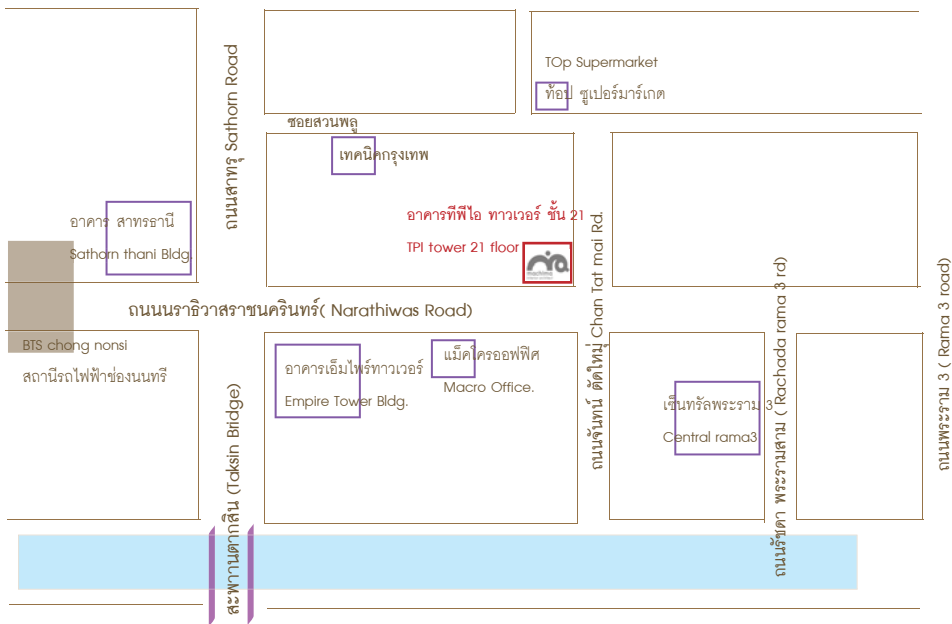 TOp Supermarket
ท้อป ซูเปอร์มาร์เกต
ถนนสาทรุ Sathorn Road
ซอยสวนพลู
เทคนิคกรุงเทพ
อาคาร สาทรธานี
Sathorn thani Bldg.
อาคารทีพีไอ ทาวเวอร์ ชั้น 21
TPI tower 21 floor
ถนนนราธิวาสราชนครินทร์( Narathiwas Road)
BTS chong nonsi
สถานีรถไฟฟ้าช่องนนทรี
อาคารเอ็มไพร์ทาวเวอร์
Empire Tower Bldg.
แม็คโครออฟฟิศ
Macro Office.
ถนนจันทน์ ตัดใหมุ่ Chan Tat mai Rd.
เซ็นทรัลพระราม 3
Central rama3
ถนนรัชดา พระรามสาม ( Rachada rama 3 rd)
ถนนพระราม 3 ( Rama 3 road)
สะพาานตากสิน (Taksin Bridge)